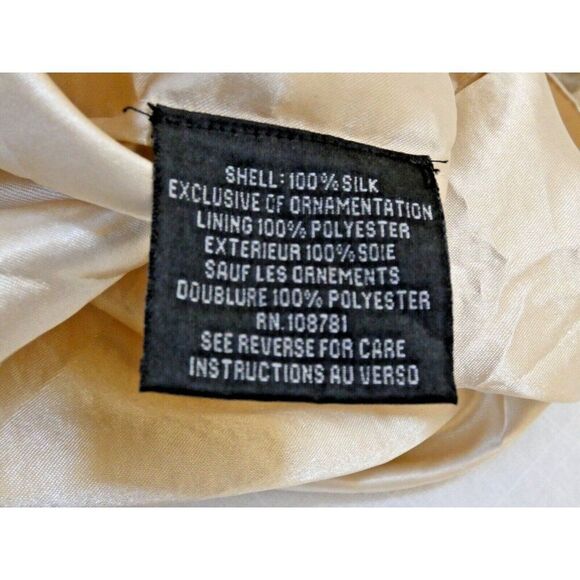 SHELL: 100% SILK
EXCLUSIVE OF ORNAMENTATION
LINING 100% POLYESTER
EXTERIEUR 100% SOIE
SAUF LES ORNEMENTS
DOUBLURE 100% POLYESTER
RN.108781
SEE REVERSE FOR CARE
INSTRUCTIONS AU VERSO